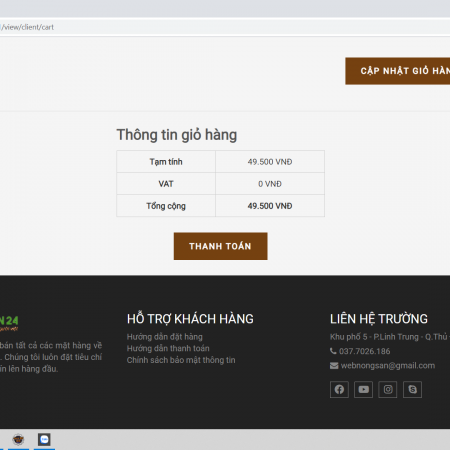 /view/client/cart
CẬP NHẬT GIỎ HÀN
Thông tin giỏ hàng
Tạm tính 49.500 VNĐ
VAT 0 VNĐ
Tổng cộng 49.500 VNĐ
THANH TOÁN
N24
HỖ TRỢ KHÁCH HÀNG
LIÊN HỆ TRƯỜNG
bán tất cả các mặt hàng về
. Chúng tôi luôn đặt tiêu chí
ín lên hàng đầu.
Hướng dẫn đặt hàng
Hướng dẫn thanh toán
Chính sách bảo mật thông tin
Khu phố 5 - P.Linh Trung - Q.Thủ
037.7026.186
webnongsan@gmail.com